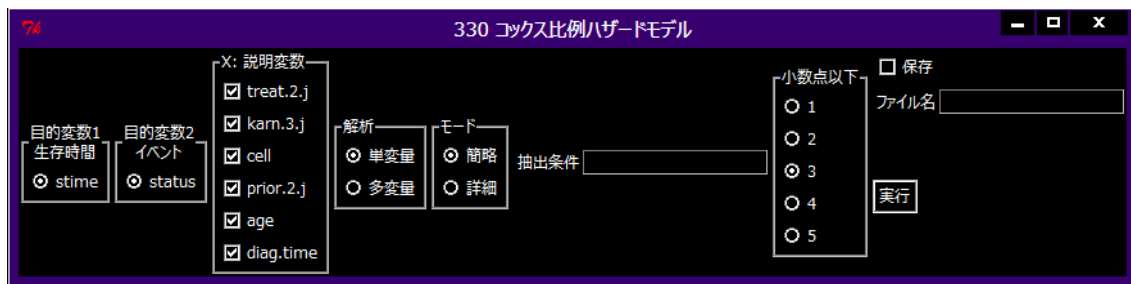 330 コックス比例ハザードモデル
目的変数1
生存時間
stime
目的変数2
イベント
status
X: 説明変数
treat.2.j
karn.3.j
cell
prior.2.j
age
diag.time
解析
単変量
多変量
モード
簡略
詳細
抽出条件
小数点以下
1
2
3
4
5
保存
ファイル名
実行